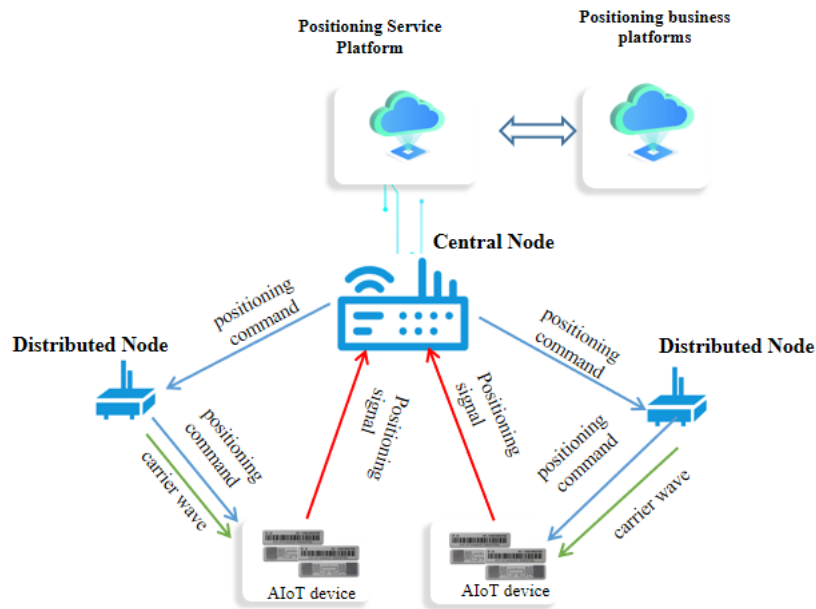 Positioning Service
Platform
Positioning business
platforms
Central Node
positioning
command
positioning
command
Distributed Node
Distributed Node
Positioning
signal
Positioning
signal
positioning
command
carrier wave
positioning
command
carrier wave
AIoT device
AIoT device